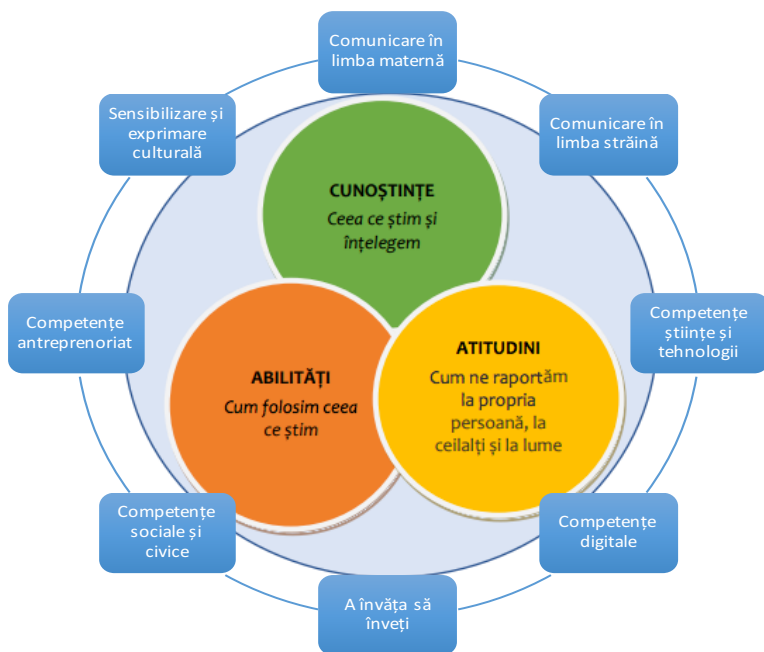 Comunicare în
limba maternă
Comunicare în
limba străină
Competențe
științe și
tehnologii
Competențe
digitale
A învăța să
înveți
Competențe
sociale și
civice
Competențe
antreprenoriat
Sensibilizare și
exprimare
culturală
CUNOȘTINȚE
Ceea ce știm și
înțelegem
ABILITĂȚI
Cum folosim ceea
ce știm
ATITUDINI
Cum ne raportăm
la propria
persoană, la
ceilalți și la lume